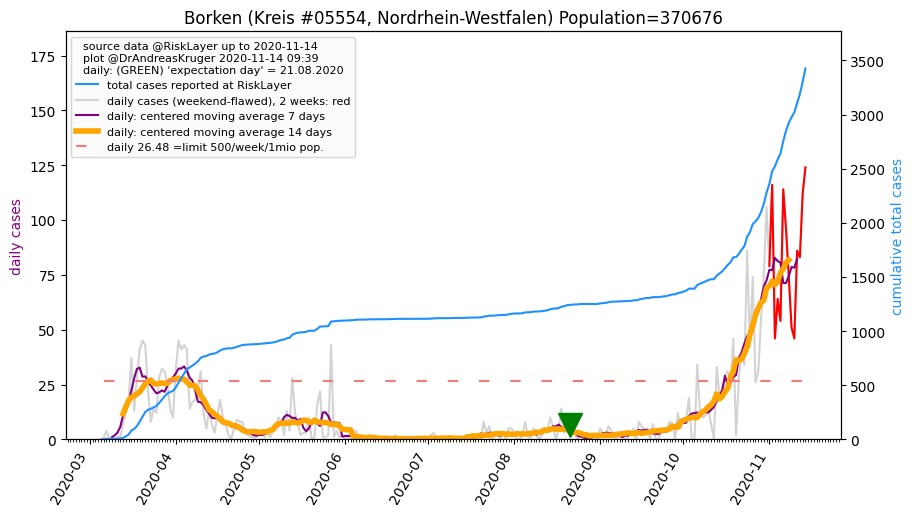 Borken (Kreis #05554, Nordrhein-Westfalen) Population=370676
source data @RiskLayer up to 2020-11-14
plot @DrAndreasKruger 2020-11-14 09:39
daily: (GREEN) 'expectation day' = 21.08.2020
total cases reported at RiskLayer
daily cases (weekend-flawed), 2 weeks: red
daily: centered moving average 7 days
daily: centered moving average 14 days
daily 26.48 =limit 500/week/1mio pop.
daily cases
175
150
125
100
75
50
25
0
3500
3000
2500
2000
1500
1000
500
0
cumulative total cases
2020-03
2020-04
2020-05
2020-06
2020-07
2020-08
2020-09
2020-10
2020-11